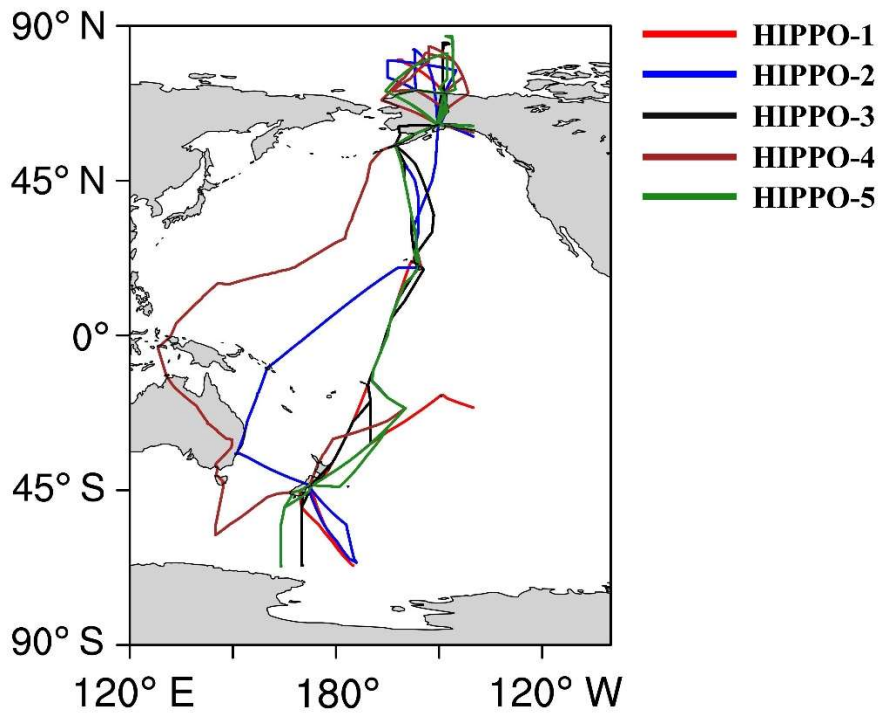 90° N
45° N
0°
45° S
90° S
120° E
180°
120° W
HIPPO-1
HIPPO-2
HIPPO-3
HIPPO-4
HIPPO-5